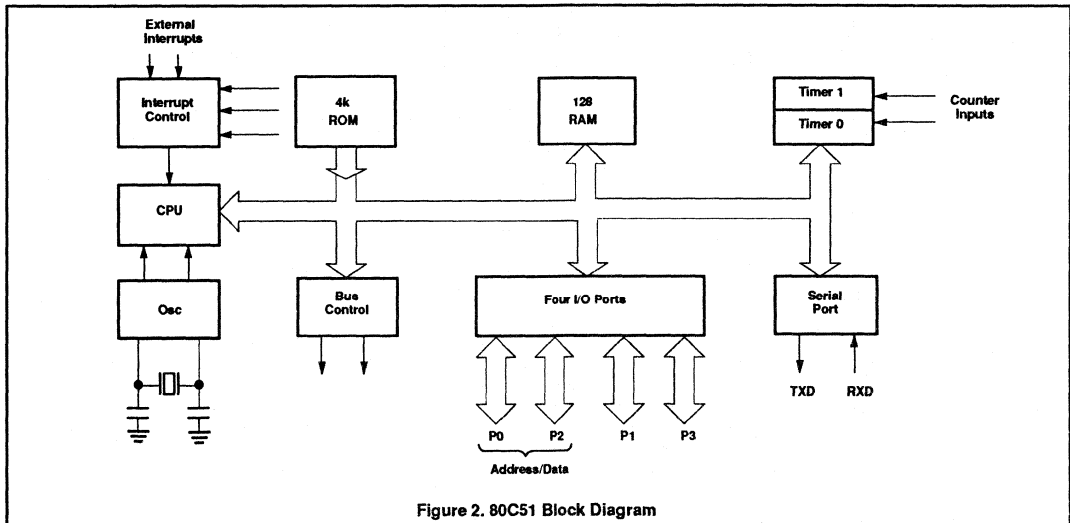 External
Interrupts
Interrupt
Control
4k
ROM
128
RAM
Timer 1
Timer 0
Counter
Inputs
CPU
Osc
Bus
Control
Four I/O Ports
Serial
Port
TXD
RXD
P0
P2
P1
P3
Address/Data
Figure 2. 80C51 Block Diagram